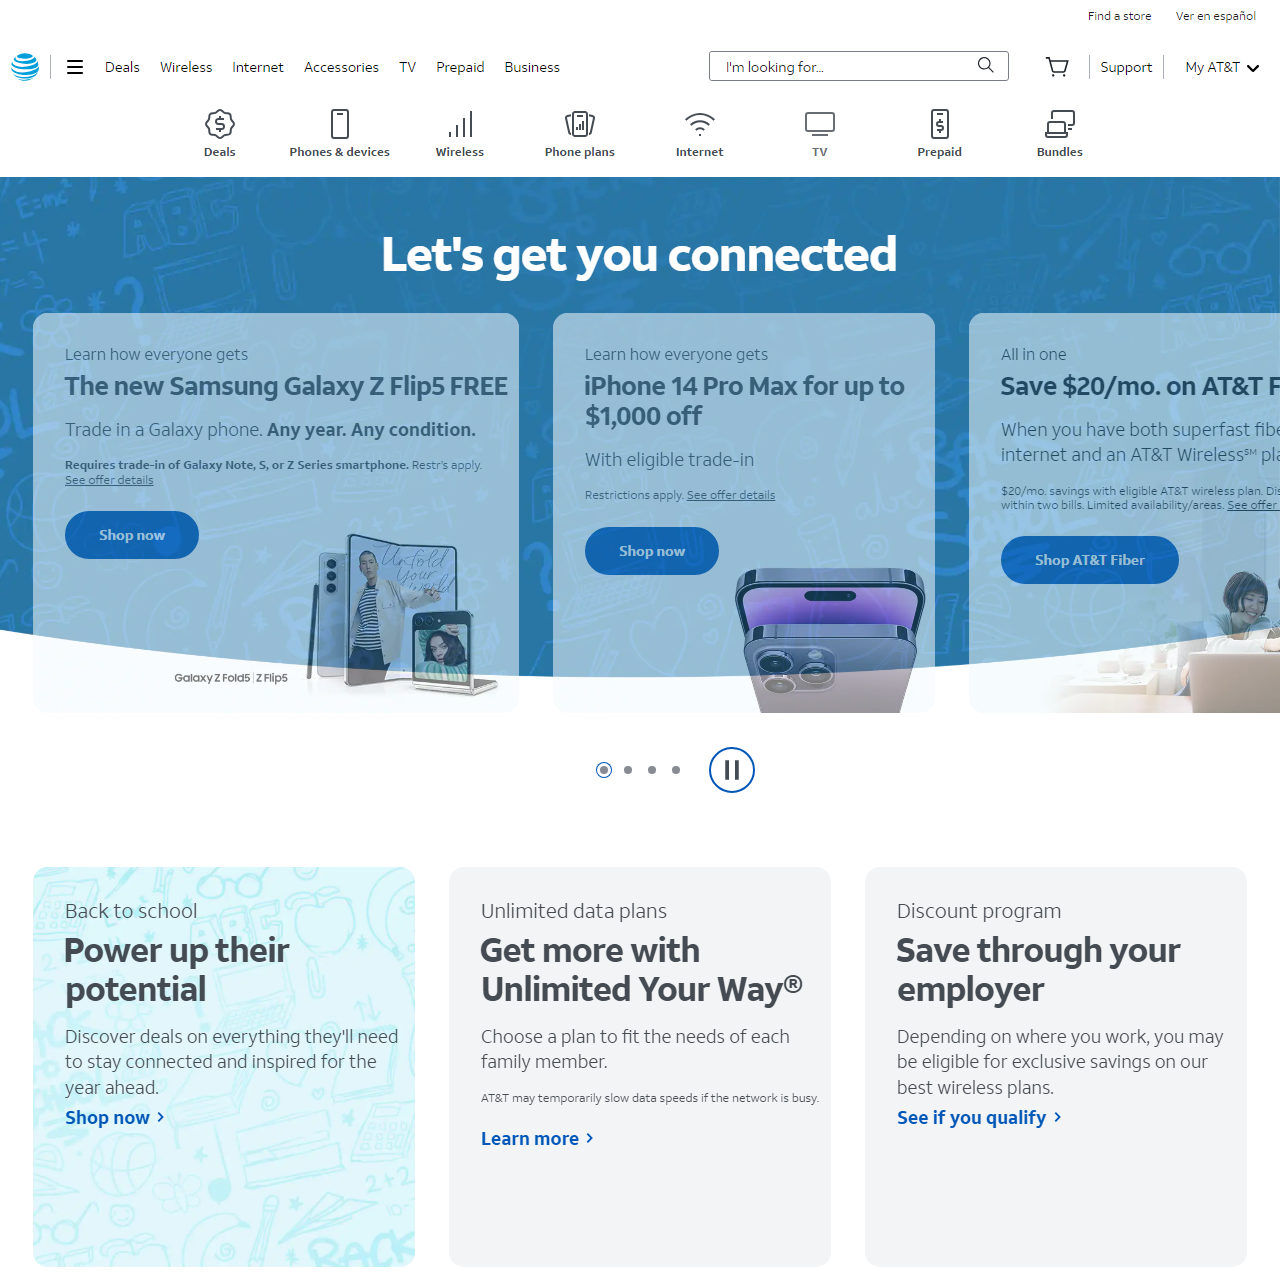 Find a store Ver en español
Deals Wireless Internet Accessories TV Prepaid Business I'm looking for... Support My AT&T
Deals Phones & devices Wireless Phone plans Internet TV Prepaid Bundles
Let's get you connected
Learn how everyone gets
The new Samsung Galaxy Z Flip5 FREE
Trade in a Galaxy phone. Any year. Any condition.
Requires trade-in of Galaxy Note, S, or Z Series smartphone. Restr's apply.
See offer details
Shop now
Unfold
Your
World
Galaxy Z Fold5 | Z Flip5
Learn how everyone gets
iPhone 14 Pro Max for up to
$1,000 off
With eligible trade-in
Restrictions apply. See offer details
Shop now
All in one
Save $20/mo. on AT&T F
When you have both superfast fibe
internet and an AT&T Wireless℠ pla
$20/mo. savings with eligible AT&T wireless plan. Dis
within two bills. Limited availability/areas. See offer
Shop AT&T Fiber
Back to school
Power up their
potential
Discover deals on everything they'll need
to stay connected and inspired for the
year ahead.
Shop now
Unlimited data plans
Get more with
Unlimited Your Way®
Choose a plan to fit the needs of each
family member.
AT&T may temporarily slow data speeds if the network is busy.
Learn more
Discount program
Save through your
employer
Depending on where you work, you may
be eligible for exclusive savings on our
best wireless plans.
See if you qualify